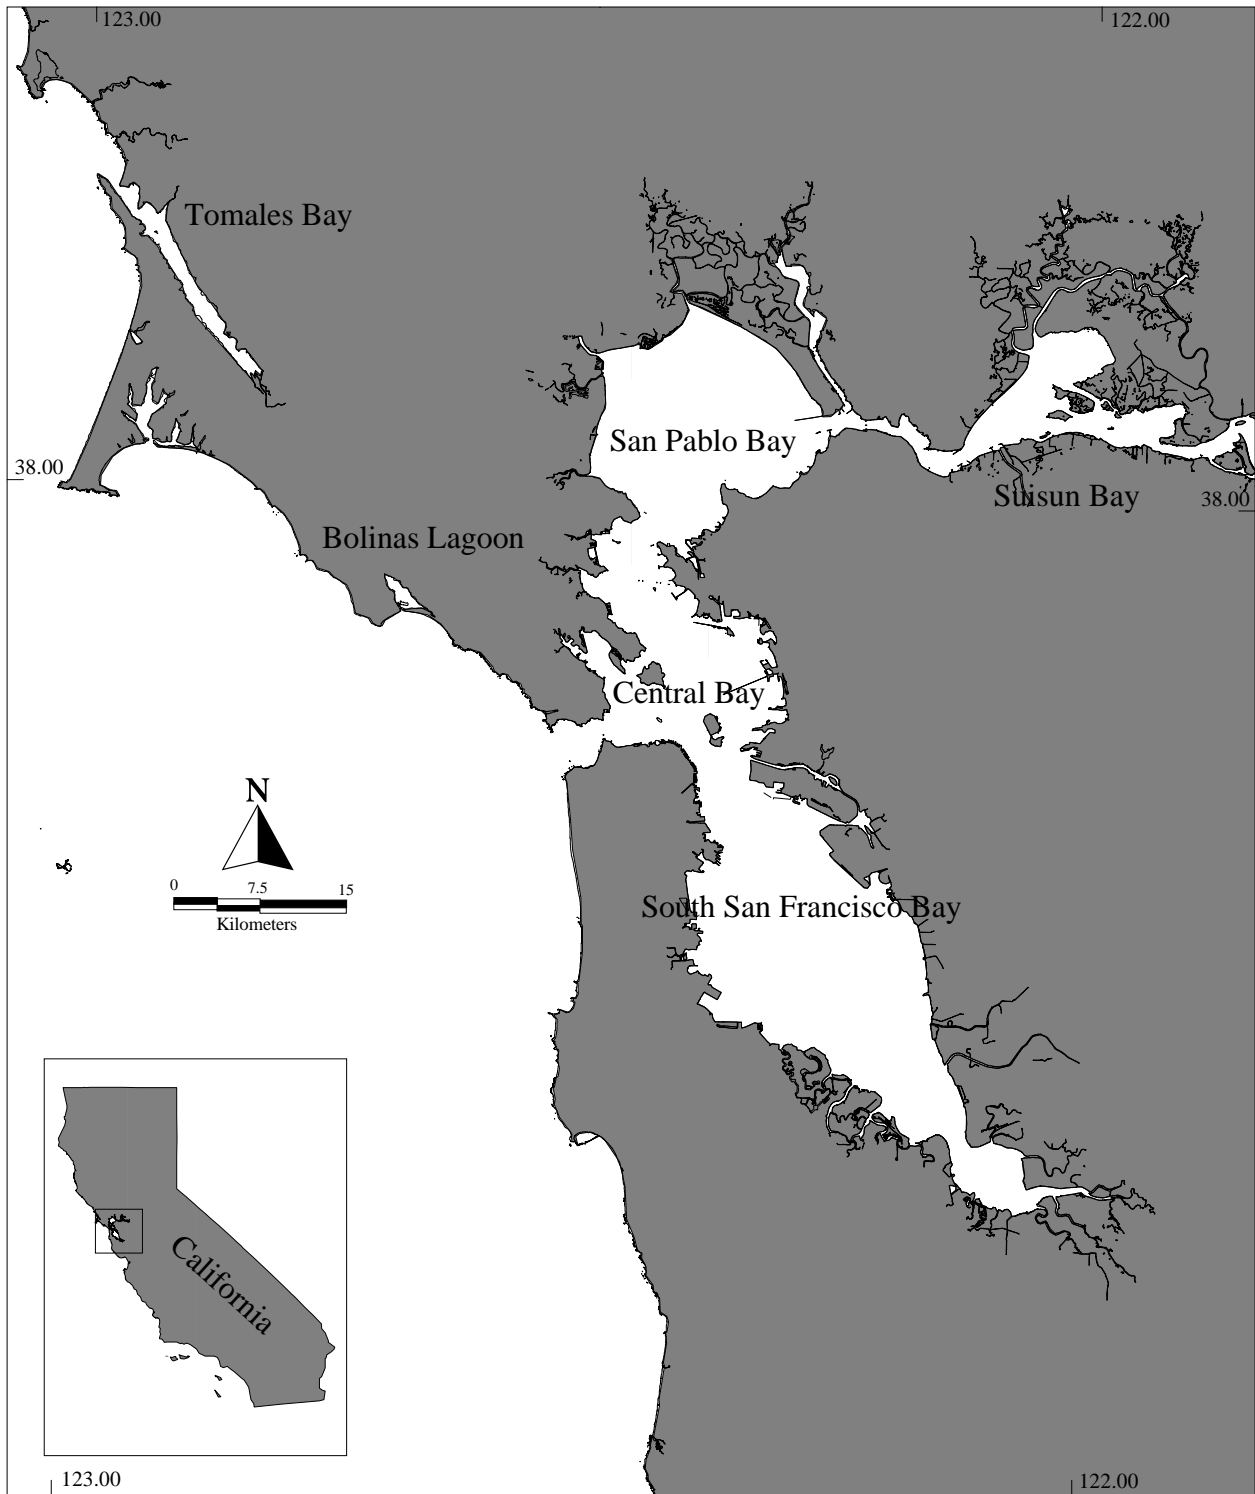 123.00
122.00
Tomales Bay
San Pablo Bay
38.00
Suisun Bay
38.00
Bolinas Lagoon
Central Bay
N
0 7.5 15
Kilometers
South San Francisco Bay
California
123.00
122.00